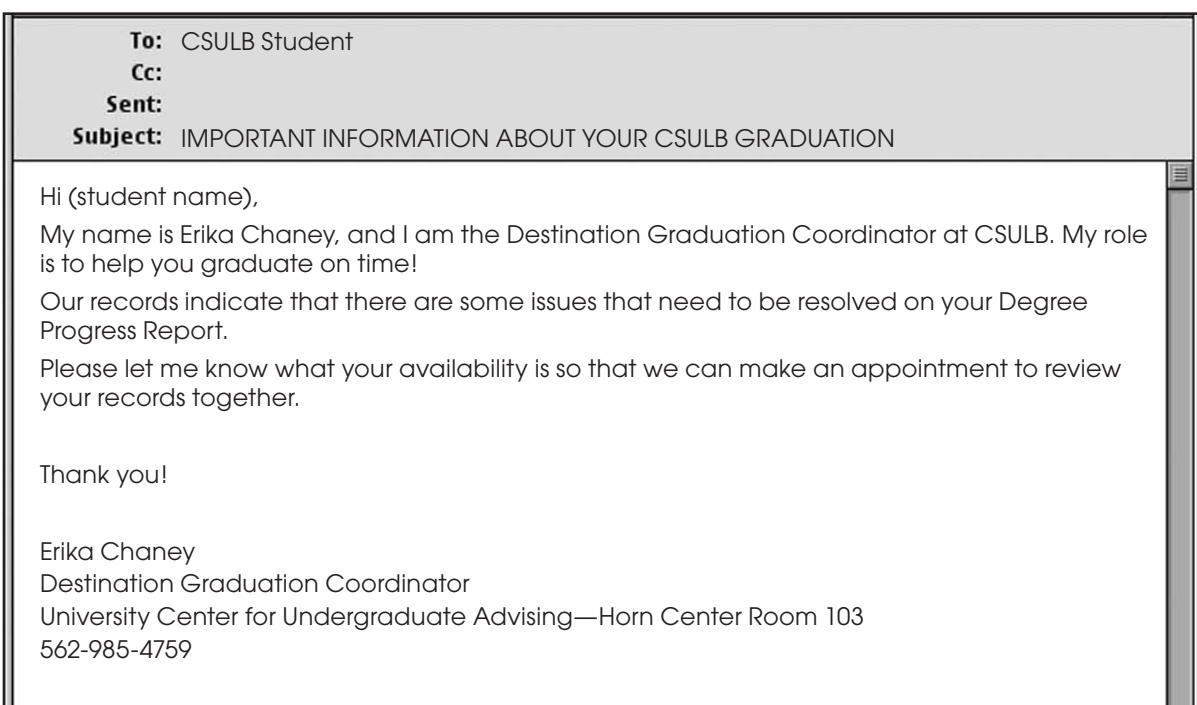 To: CSULB Student
Cc:
Sent:
Subject: IMPORTANT INFORMATION ABOUT YOUR CSULB GRADUATION
Hi (student name),
My name is Erika Chaney, and I am the Destination Graduation Coordinator at CSULB. My role
is to help you graduate on time!
Our records indicate that there are some issues that need to be resolved on your Degree
Progress Report.
Please let me know what your availability is so that we can make an appointment to review
your records together.
Thank you!
Erika Chaney
Destination Graduation Coordinator
University Center for Undergraduate Advising—Horn Center Room 103
562-985-4759